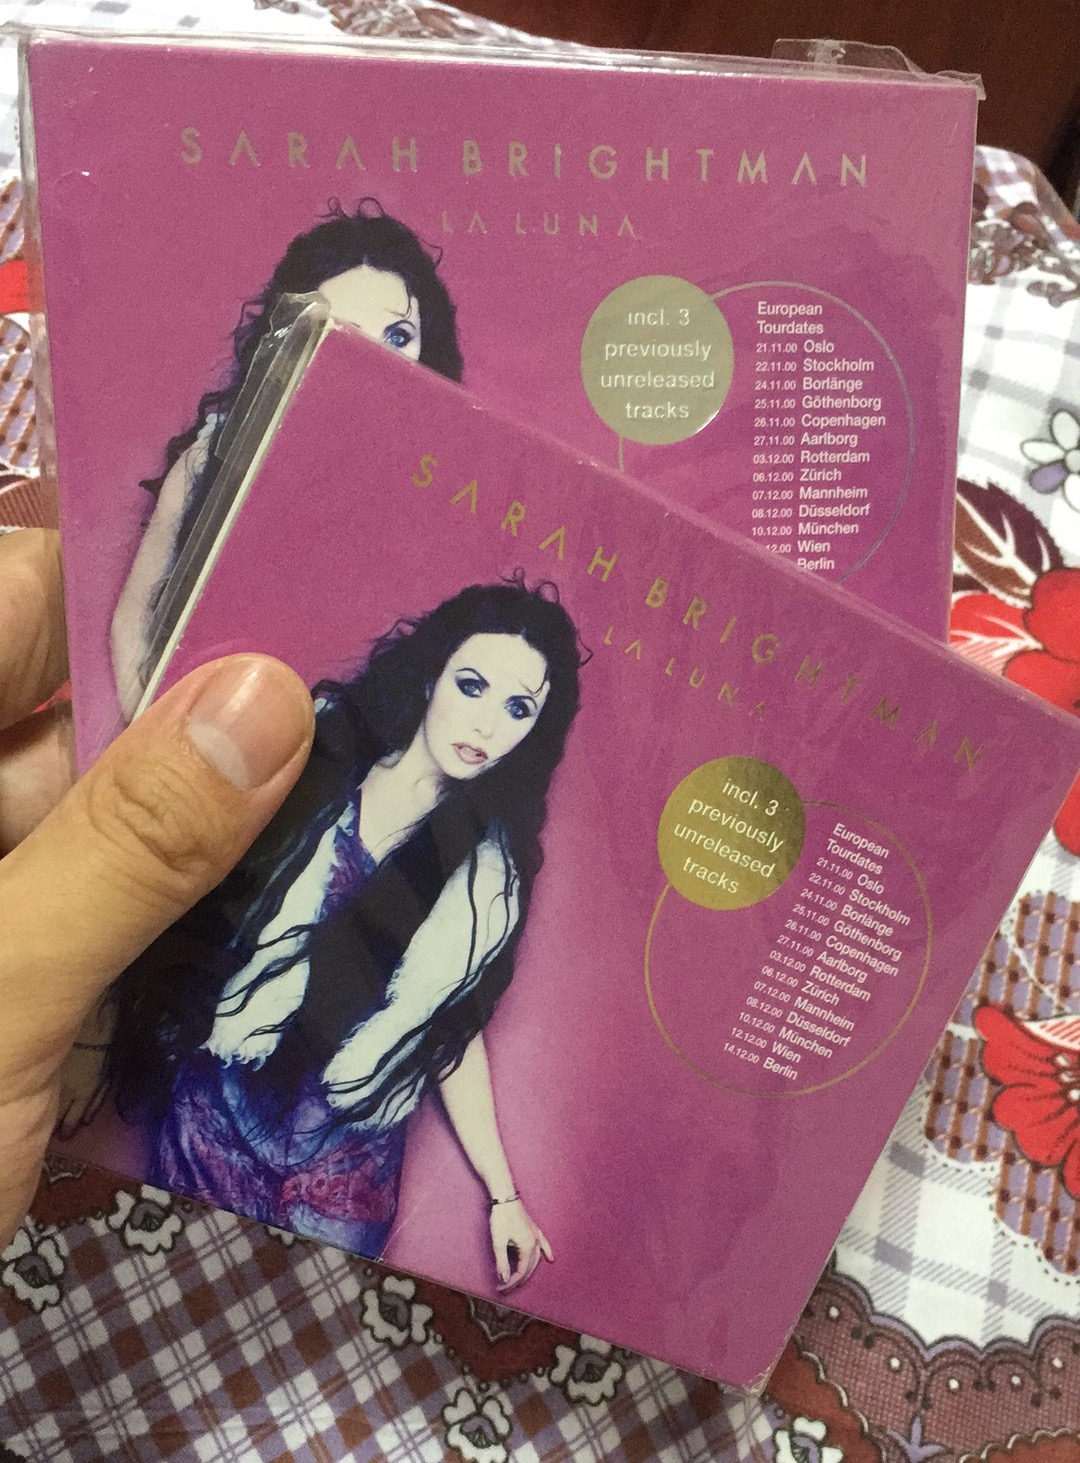 SARAH BRIGHTMAN
LA LUNA
incl. 3
previously
unreleased
tracks
European
Tourdates
21.11.00 Oslo
22.11.00 Stockholm
24.11.00 Borlänge
25.11.00 Göthenborg
26.11.00 Copenhagen
27.11.00 Aarlborg
03.12.00 Rotterdam
06.12.00 Zürich
07.12.00 Mannheim
08.12.00 Düsseldorf
10.12.00 München
12.00 Wien
Berlin
SARAH BRIGHTMAN
LA LUNA
incl. 3
previously
unreleased
tracks
European
Tourdates
21.11.00 Oslo
22.11.00 Stockholm
24.11.00 Borlänge
25.11.00 Göthenborg
26.11.00 Copenhagen
27.11.00 Aarlborg
03.12.00 Rotterdam
06.12.00 Zürich
07.12.00 Mannheim
08.12.00 Düsseldorf
10.12.00 München
12.12.00 Wien
14.12.00 Berlin